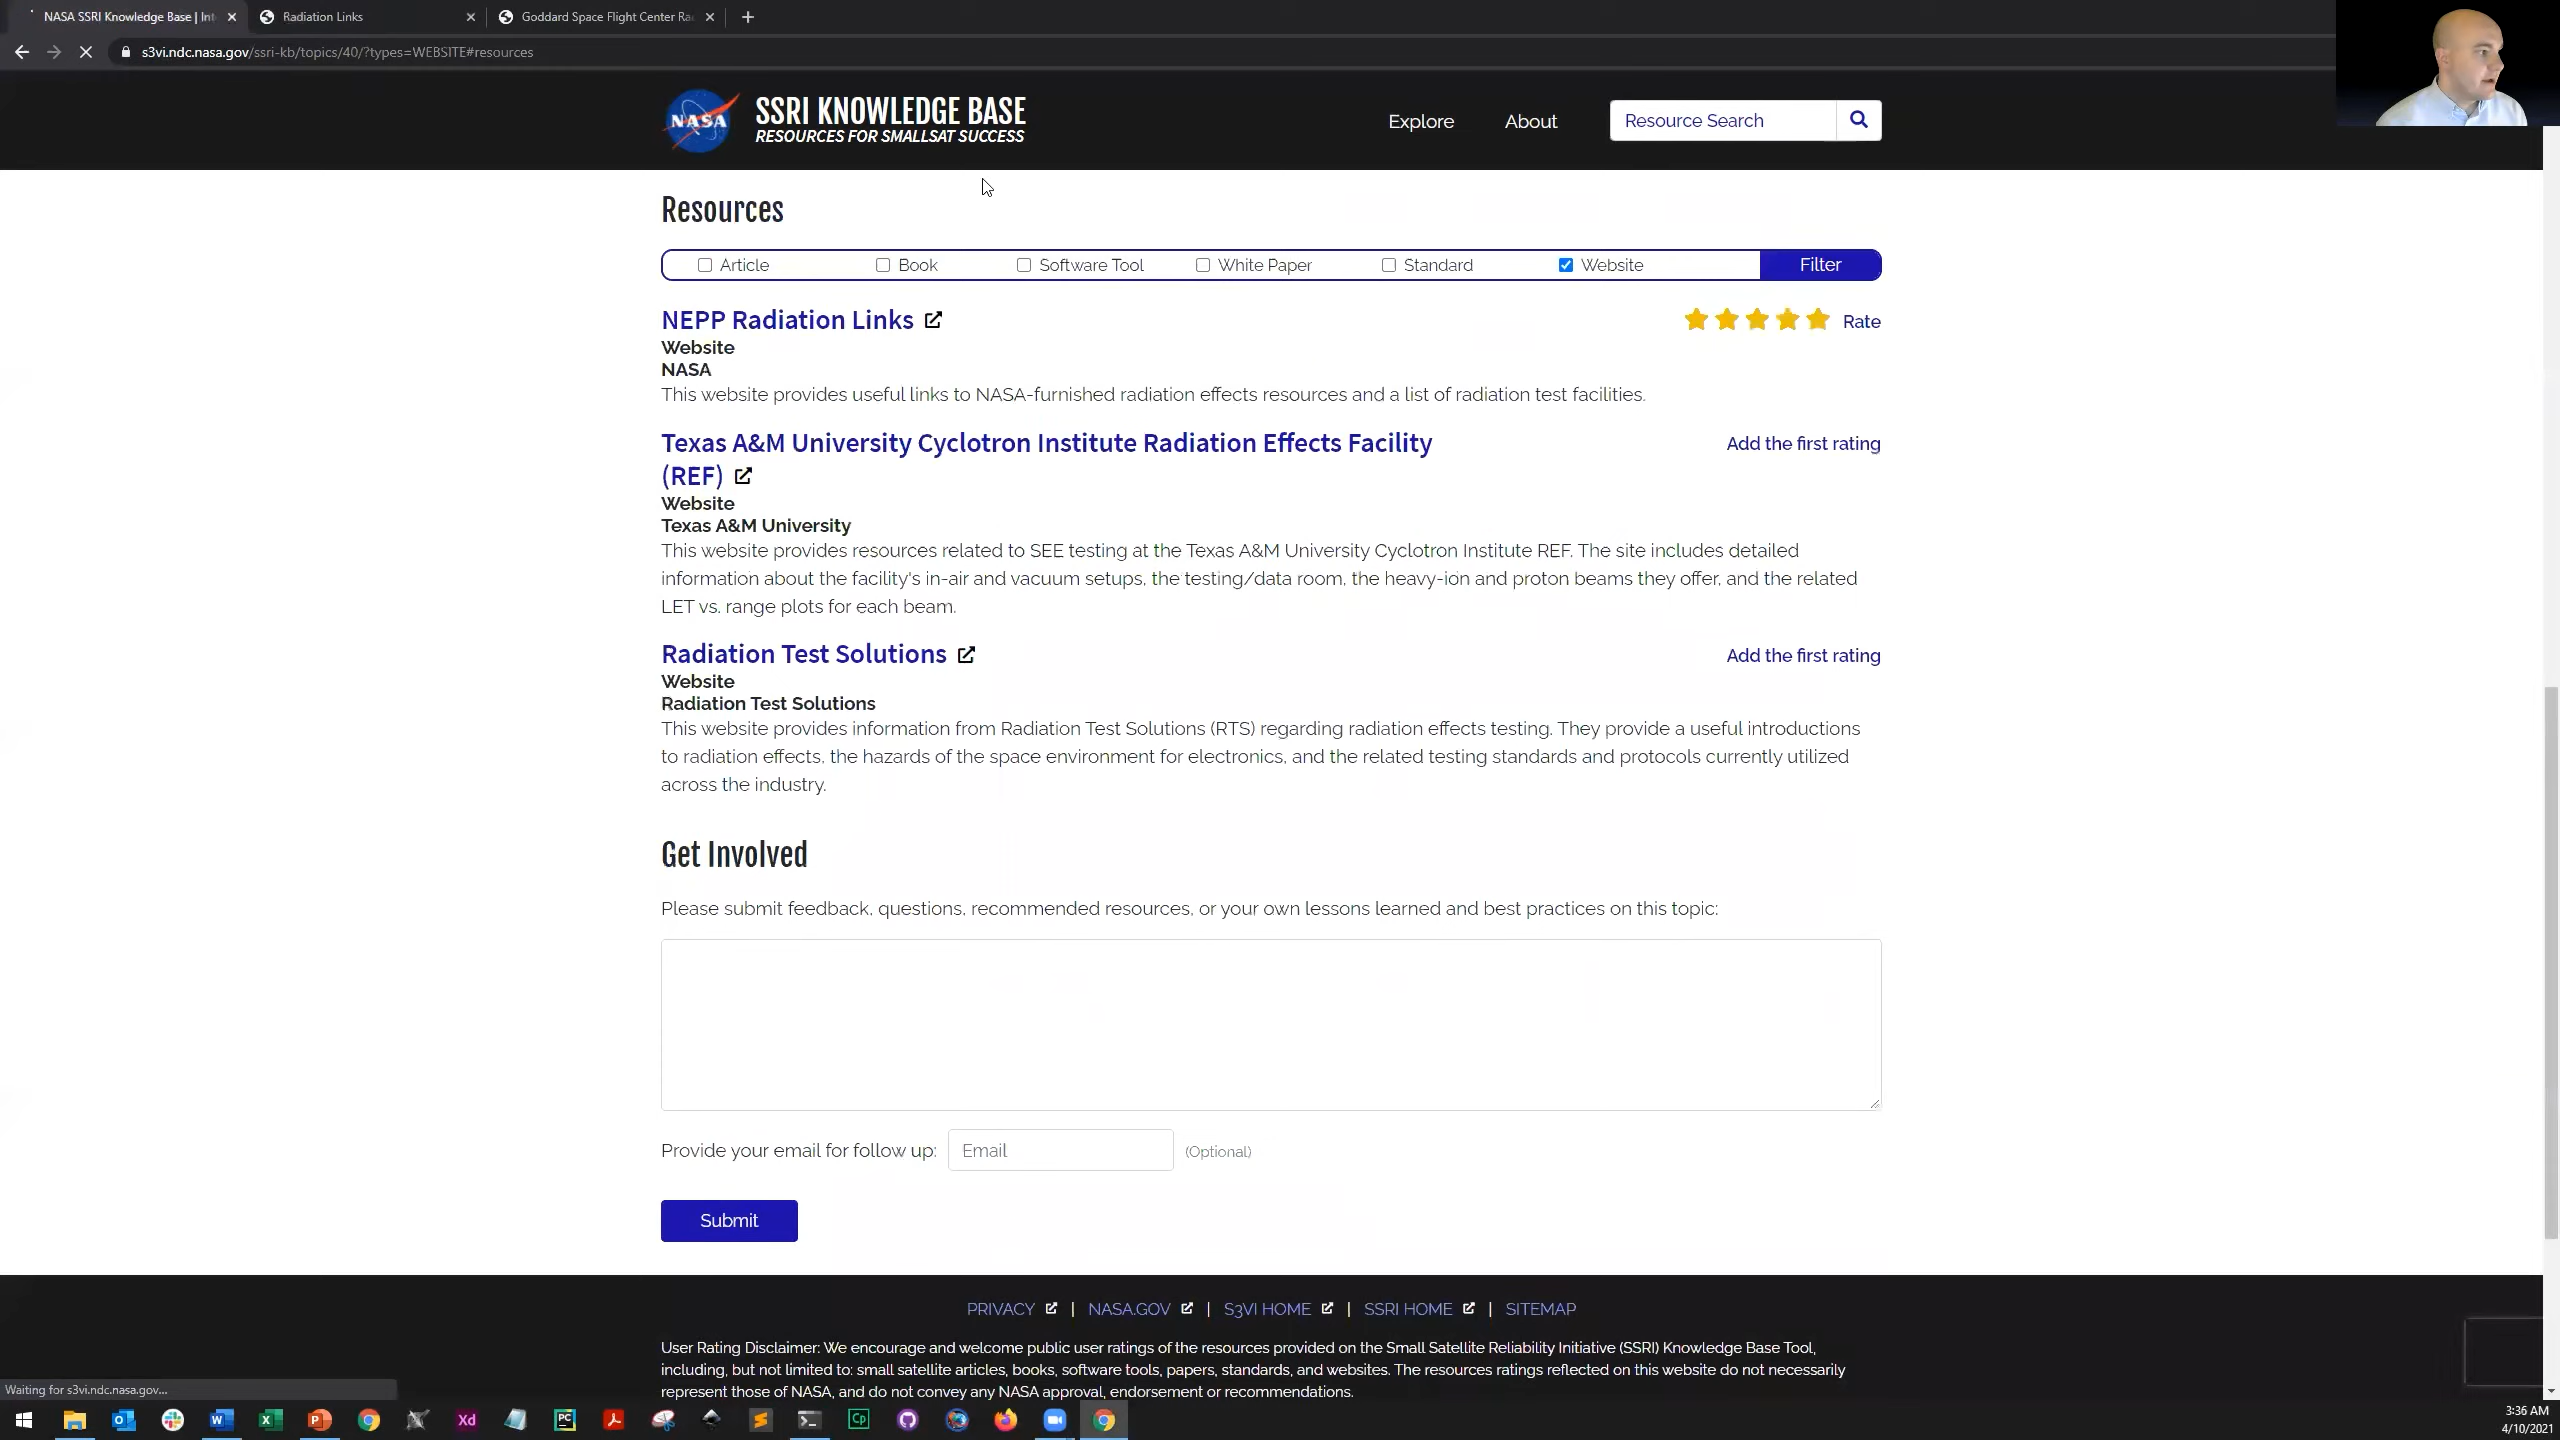 NASA SSRI Knowledge Base | Int
Radiation Links
Goddard Space Flight Center Ra
s3vi.ndc.nasa.gov/ssri-kb/topics/40/?types=WEBSITE#resources
NASA
SSRI KNOWLEDGE BASE
RESOURCES FOR SMALLSAT SUCCESS
Explore
About
Resource Search
Resources
Article
Book
Software Tool
White Paper
Standard
Website
Filter
NEPP Radiation Links
Rate
Website
NASA
This website provides useful links to NASA-furnished radiation effects resources and a list of radiation test facilities.
Texas A&M University Cyclotron Institute Radiation Effects Facility
Add the first rating
(REF)
Website
Texas A&M University
This website provides resources related to SEE testing at the Texas A&M University Cyclotron Institute REF. The site includes detailed
information about the facility's in-air and vacuum setups, the testing/data room, the heavy-ion and proton beams they offer, and the related
LET vs. range plots for each beam.
Radiation Test Solutions
Add the first rating
Website
Radiation Test Solutions
This website provides information from Radiation Test Solutions (RTS) regarding radiation effects testing. They provide a useful introductions
to radiation effects, the hazards of the space environment for electronics, and the related testing standards and protocols currently utilized
across the industry.
Get Involved
Please submit feedback, questions, recommended resources, or your own lessons learned and best practices on this topic:
Provide your email for follow up:
Email
(Optional)
Submit
PRIVACY | NASA.GOV | S3VI HOME | SSRI HOME | SITEMAP
User Rating Disclaimer: We encourage and welcome public user ratings of the resources provided on the Small Satellite Reliability Initiative (SSRI) Knowledge Base Tool,
including, but not limited to: small satellite articles, books, software tools, papers, standards, and websites. The resources ratings reflected on this website do not necessarily
represent those of NASA, and do not convey any NASA approval, endorsement or recommendations.
Waiting for s3vi.ndc.nasa.gov...
Xd
PC
Cp
3:36 AM
4/10/2021